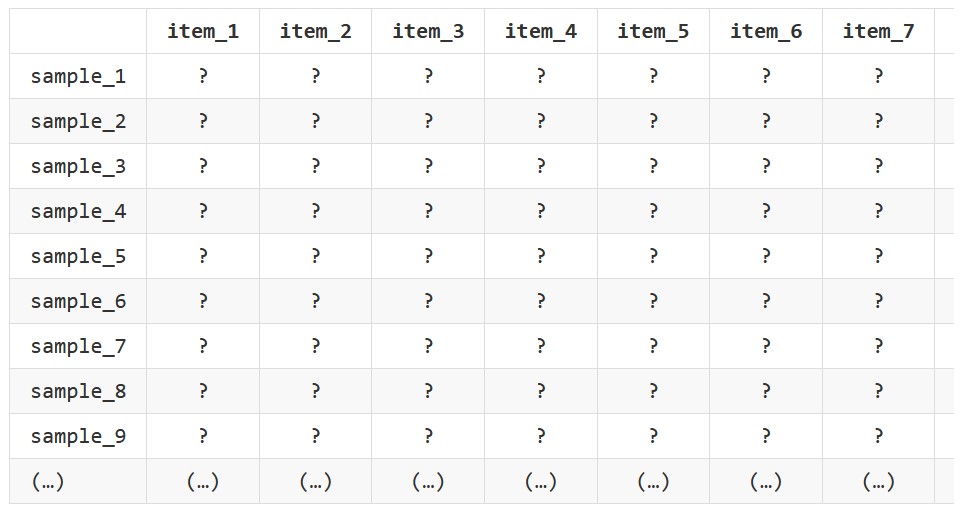 item_1 item_2 item_3 item_4 item_5 item_6 item_7
sample_1 ? ? ? ? ? ? ?
sample_2 ? ? ? ? ? ? ?
sample_3 ? ? ? ? ? ? ?
sample_4 ? ? ? ? ? ? ?
sample_5 ? ? ? ? ? ? ?
sample_6 ? ? ? ? ? ? ?
sample_7 ? ? ? ? ? ? ?
sample_8 ? ? ? ? ? ? ?
sample_9 ? ? ? ? ? ? ?
(…) (…) (…) (…) (…) (…) (…) (…)